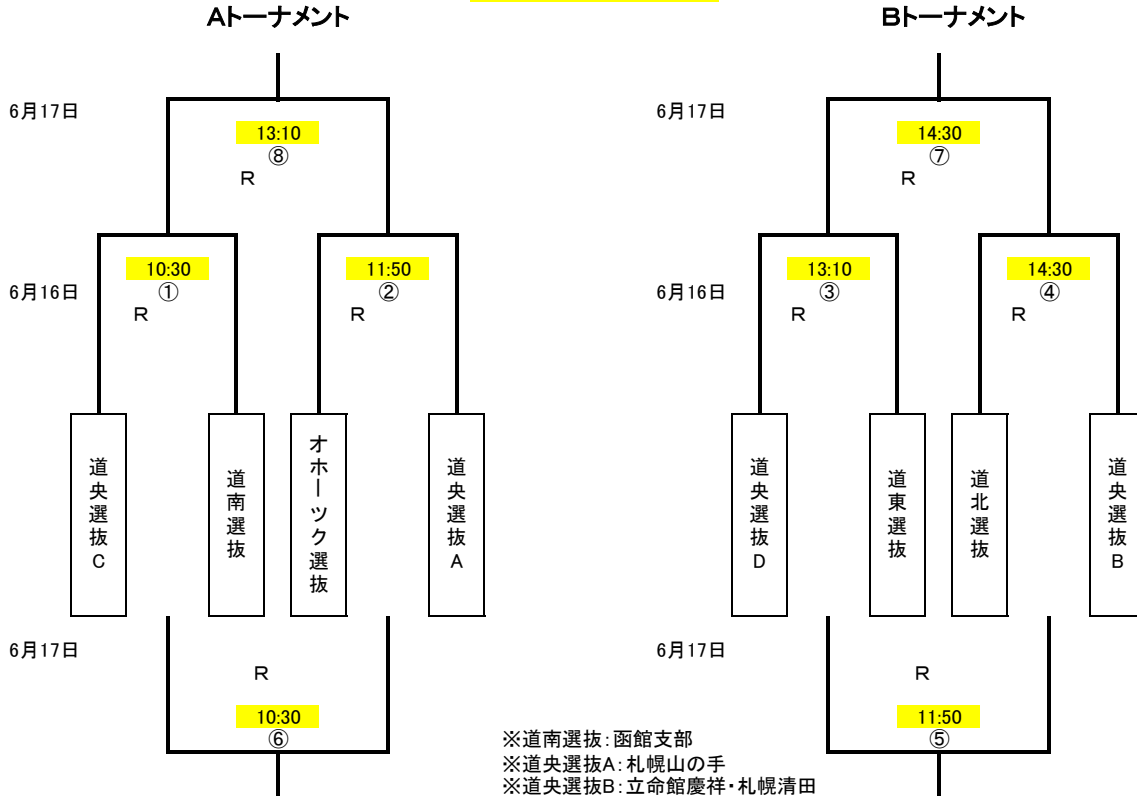 Aトーナメント
Bトーナメント
6月17日
13:10
⑧
R
6月17日
14:30
⑦
R
6月16日
10:30
①
R
11:50
②
R
6月16日
13:10
③
R
14:30
④
R
道央選抜C
道南選抜
オホーツク選抜
道央選抜A
道央選抜D
道東選抜
道北選抜
道央選抜B
6月17日
R
10:30
⑥
6月17日
R
11:50
⑤
※道南選抜：函館支部
※道央選抜A：札幌山の手
※道央選抜B：立命館慶祥・札幌清田